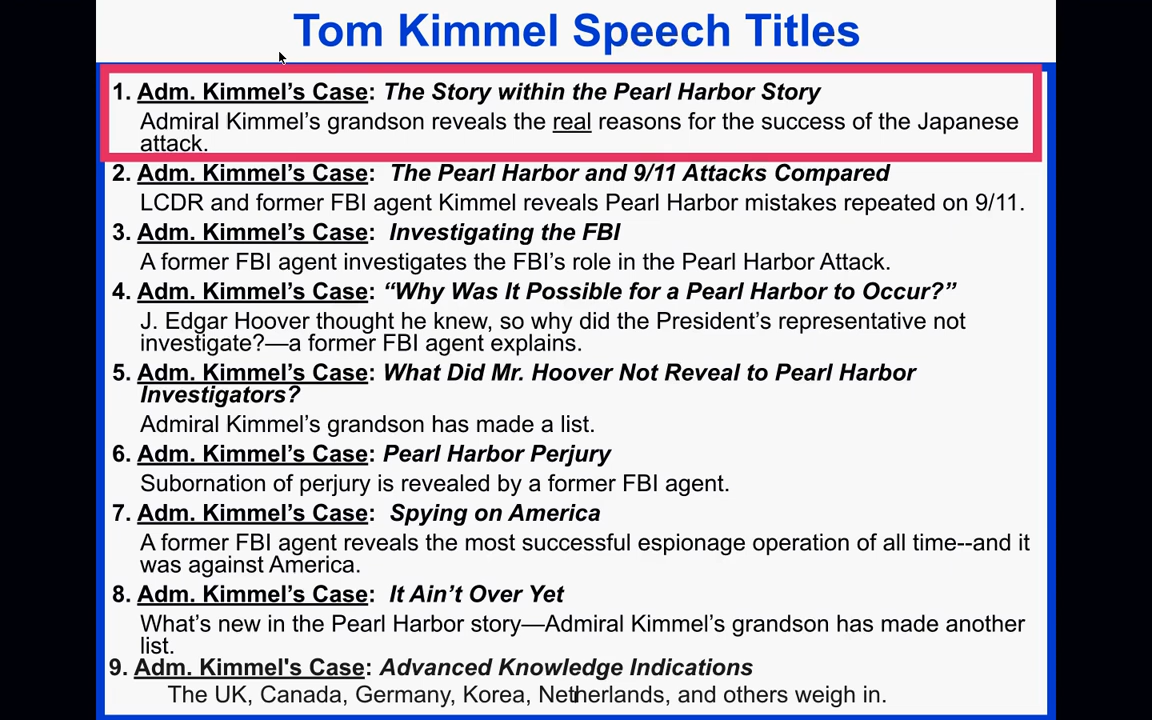 Tom Kimmel Speech Titles
1. Adm. Kimmel’s Case: The Story within the Pearl Harbor Story
Admiral Kimmel’s grandson reveals the real reasons for the success of the Japanese
attack.
2. Adm. Kimmel’s Case: The Pearl Harbor and 9/11 Attacks Compared
LCDR and former FBI agent Kimmel reveals Pearl Harbor mistakes repeated on 9/11.
3. Adm. Kimmel’s Case: Investigating the FBI
A former FBI agent investigates the FBI’s role in the Pearl Harbor Attack.
4. Adm. Kimmel’s Case: “Why Was It Possible for a Pearl Harbor to Occur?”
J. Edgar Hoover thought he knew, so why did the President’s representative not
investigate?—a former FBI agent explains.
5. Adm. Kimmel’s Case: What Did Mr. Hoover Not Reveal to Pearl Harbor
Investigators?
Admiral Kimmel’s grandson has made a list.
6. Adm. Kimmel’s Case: Pearl Harbor Perjury
Subornation of perjury is revealed by a former FBI agent.
7. Adm. Kimmel’s Case: Spying on America
A former FBI agent reveals the most successful espionage operation of all time--and it
was against America.
8. Adm. Kimmel’s Case: It Ain’t Over Yet
What’s new in the Pearl Harbor story—Admiral Kimmel’s grandson has made another
list.
9. Adm. Kimmel's Case: Advanced Knowledge Indications
The UK, Canada, Germany, Korea, Netherlands, and others weigh in.